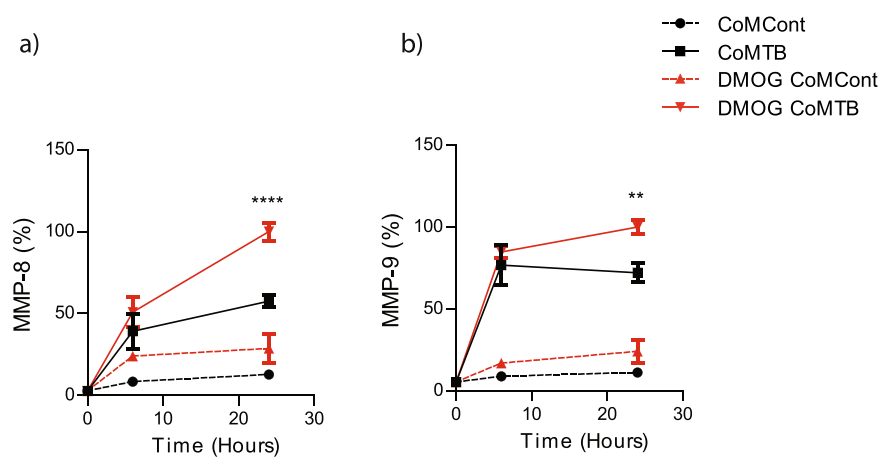 a)
b)
CoMCont
CoMTB
DMOG CoMCont
DMOG CoMTB
150
100
50
0
MMP-8 (%)
****
0 10 20 30
Time (Hours)
150
100
50
0
MMP-9 (%)
**
0 10 20 30
Time (Hours)